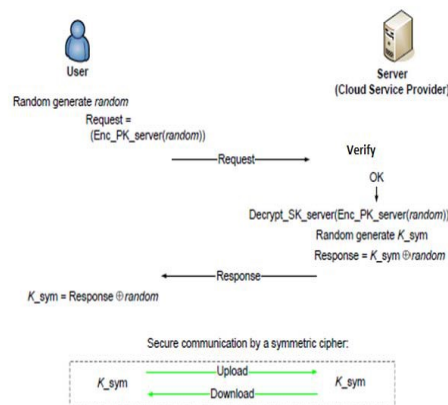 User
Server
(Cloud Service Provider)
Random generate random
Request =
(Enc_PK_server(random))
Request
Verify
OK
Decrypt_SK_server(Enc_PK_server(random))
Random generate K_sym
Response = K_sym ⊕ random
Response
K_sym = Response ⊕ random
Secure communication by a symmetric cipher:
K_sym
Upload
Download
K_sym